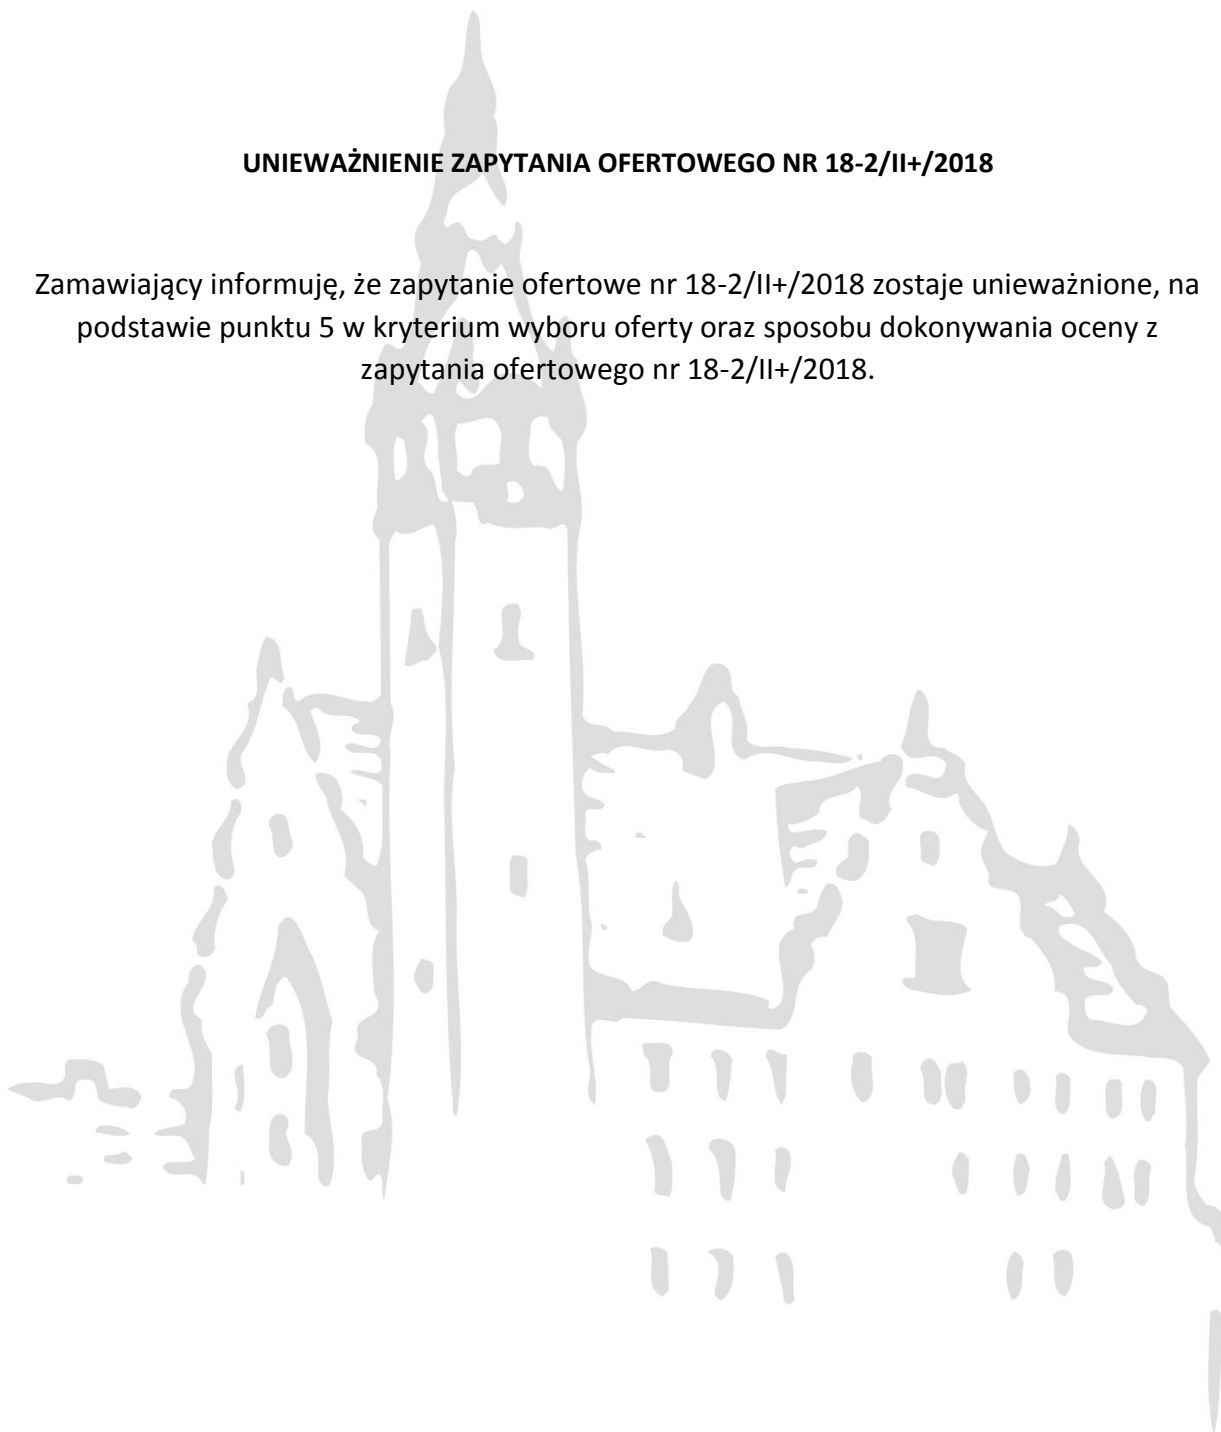 UNIEWAŻNIENIE ZAPYTANIA OFERTOWEGO NR 18-2/II+/2018
Zamawiający informuję, że zapytanie ofertowe nr 18-2/II+/2018 zostaje unieważnione, na
podstawie punktu 5 w kryterium wyboru oferty oraz sposobu dokonywania oceny z
zapytania ofertowego nr 18-2/II+/2018.